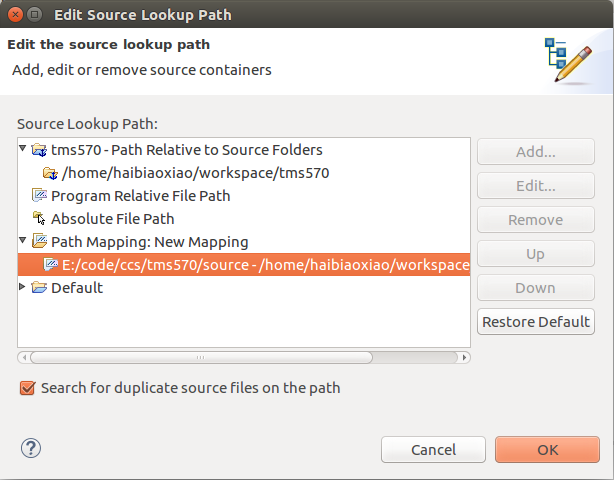 Edit Source Lookup Path
Edit the source lookup path
Add, edit or remove source containers
Source Lookup Path:
tms570 - Path Relative to Source Folders
/home/haibiaoxiao/workspace/tms570
Program Relative File Path
Absolute File Path
Path Mapping: New Mapping
E:/code/ccs/tms570/source - /home/haibiaoxiao/workspace
Default
Add...
Edit...
Remove
Up
Down
Restore Default
Search for duplicate source files on the path
?
Cancel
OK